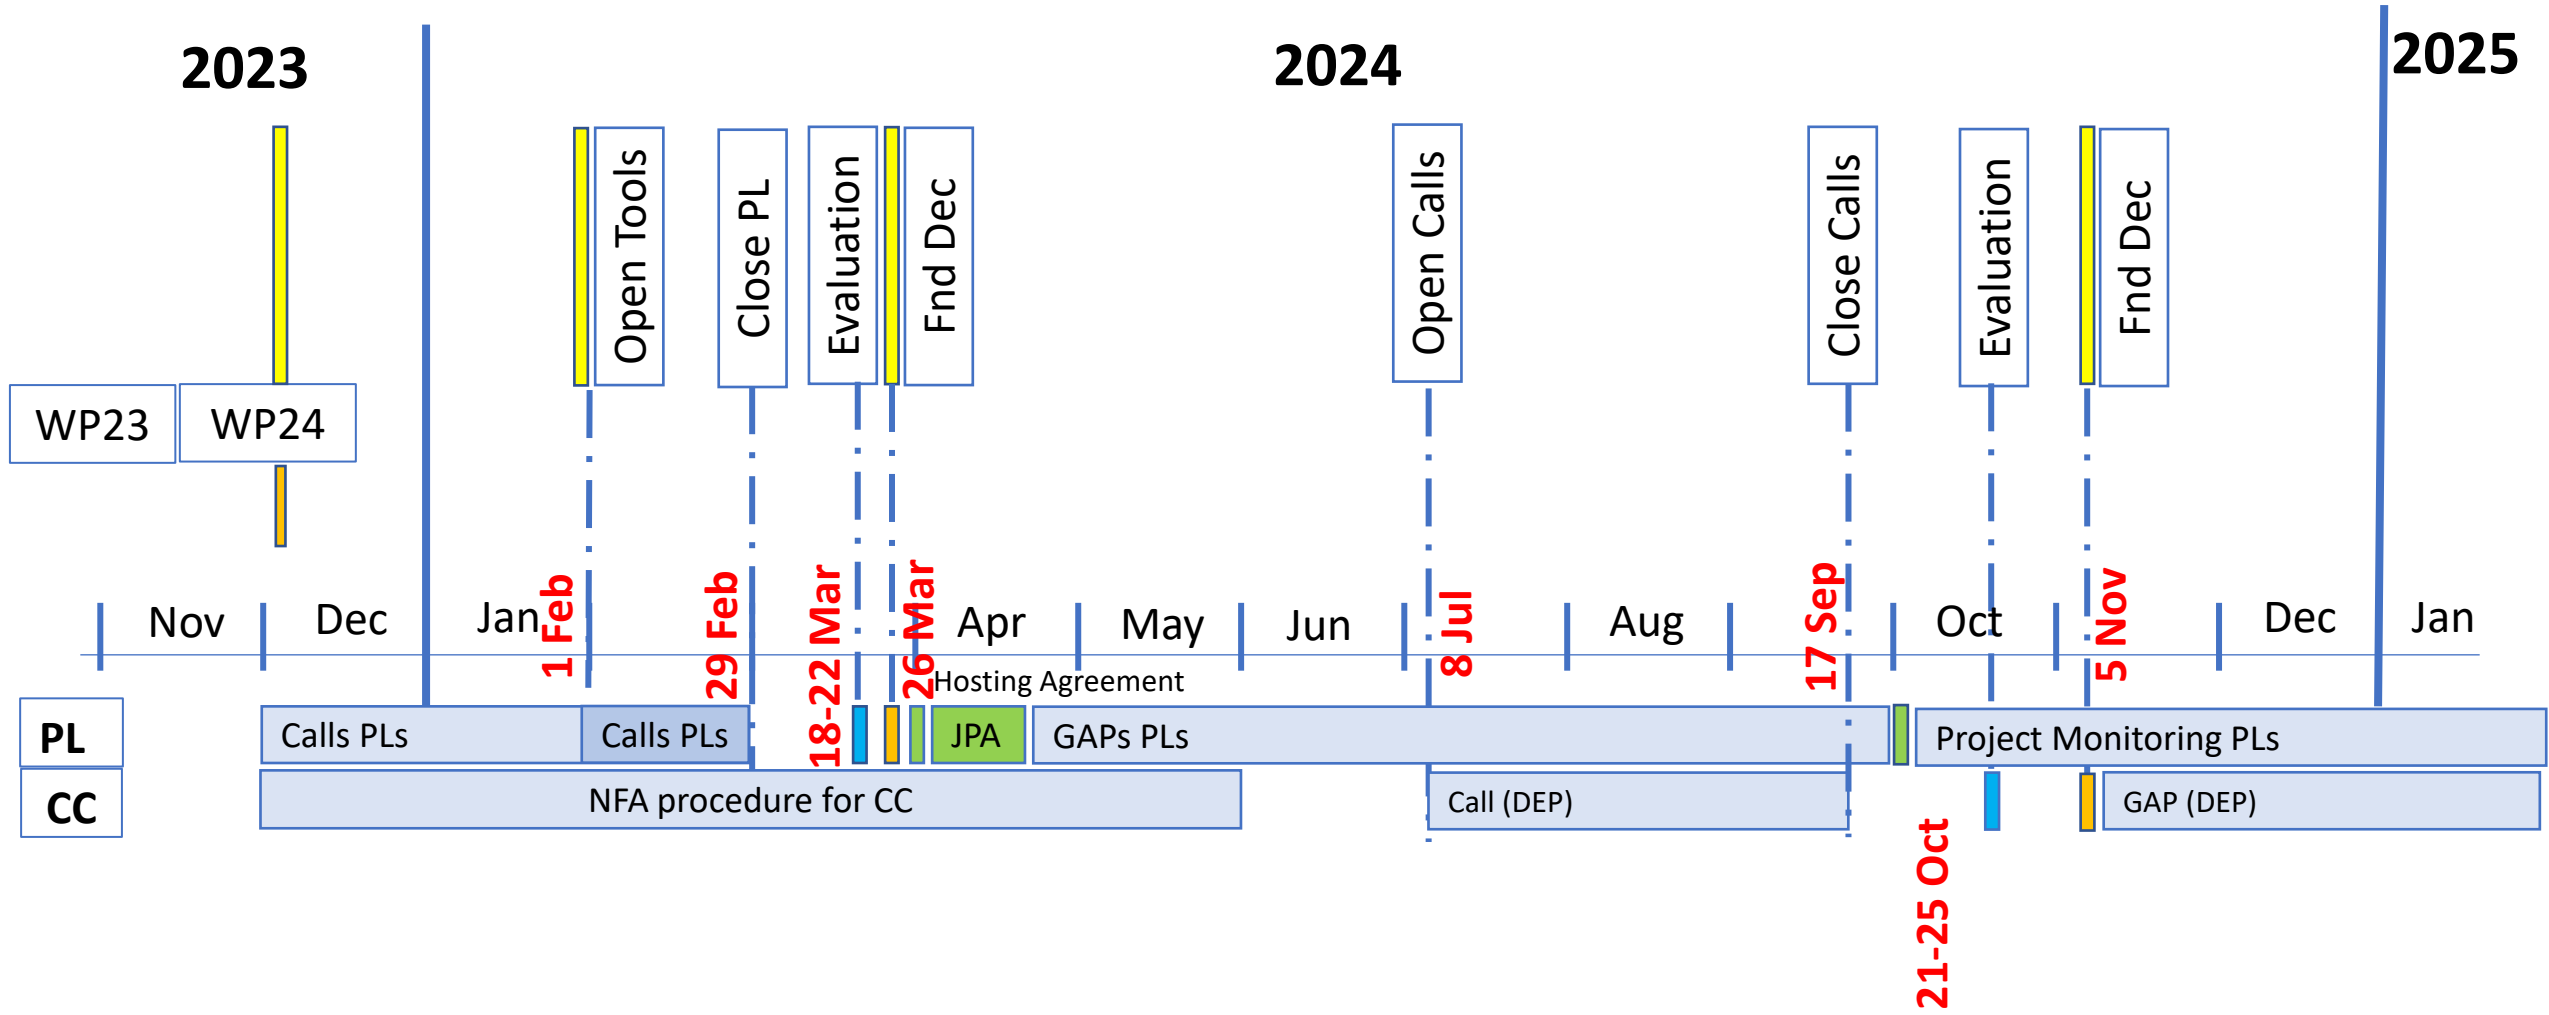 2023
2024
2025
Open Tools
Close PL
Evaluation
Fnd Dec
Open Calls
Close Calls
Evaluation
Fnd Dec
WP23
WP24
1 Feb
29 Feb
18-22 Mar
26 Mar
8 Jul
17 Sep
5 Nov
Nov
Dec
Jan
Apr
May
Jun
Aug
Oct
Dec
Jan
Hosting Agreement
PL
Calls PLs
Calls PLs
JPA
GAPs PLs
Project Monitoring PLs
CC
NFA procedure for CC
Call (DEP)
GAP (DEP)
21-25 Oct